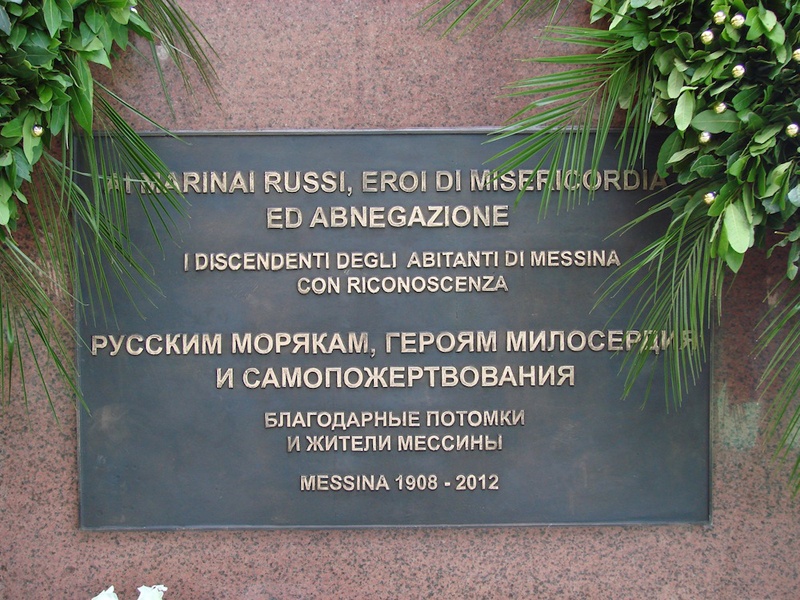 AI MARINAI RUSSI, EROI DI MISERICORDIA
ED ABNEGAZIONE
I DISCENDENTI DEGLI ABITANTI DI MESSINA
CON RICONOSCENZA
РУССКИМ МОРЯКАМ, ГЕРОЯМ МИЛОСЕРДИЯ
И САМОПОЖЕРТВОВАНИЯ
БЛАГОДАРНЫЕ ПОТОМКИ
И ЖИТЕЛИ МЕССИНЫ
MESSINA 1908 - 2012